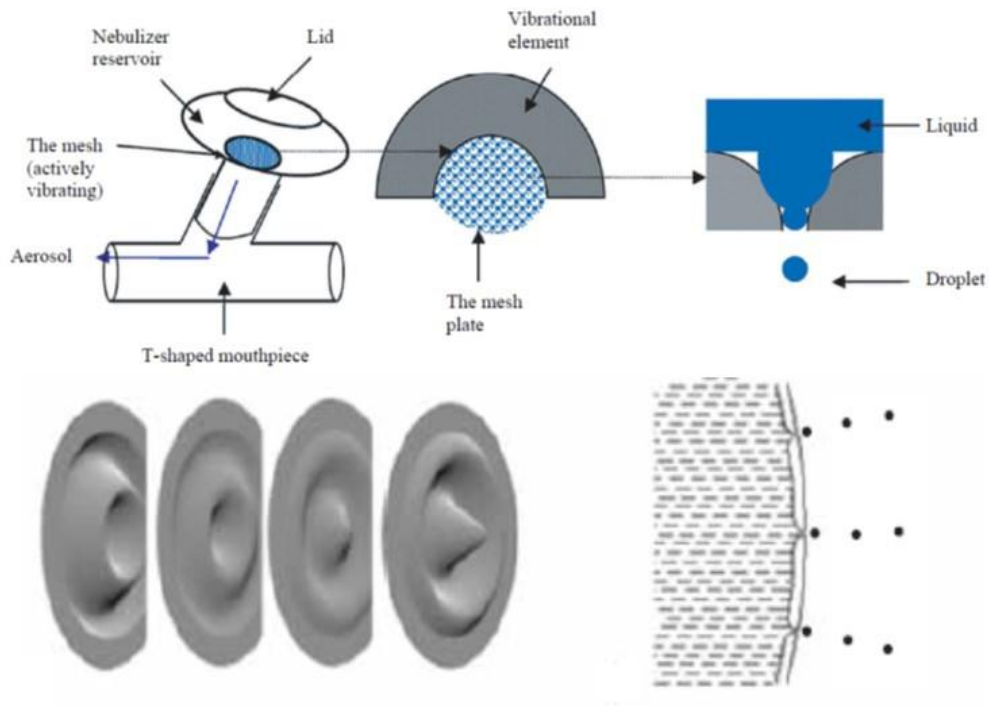 Nebulizer
reservoir
Lid
Vibrational
element
The mesh
(actively
vibrating)
Liquid
Aerosol
Droplet
The mesh
plate
T-shaped mouthpiece